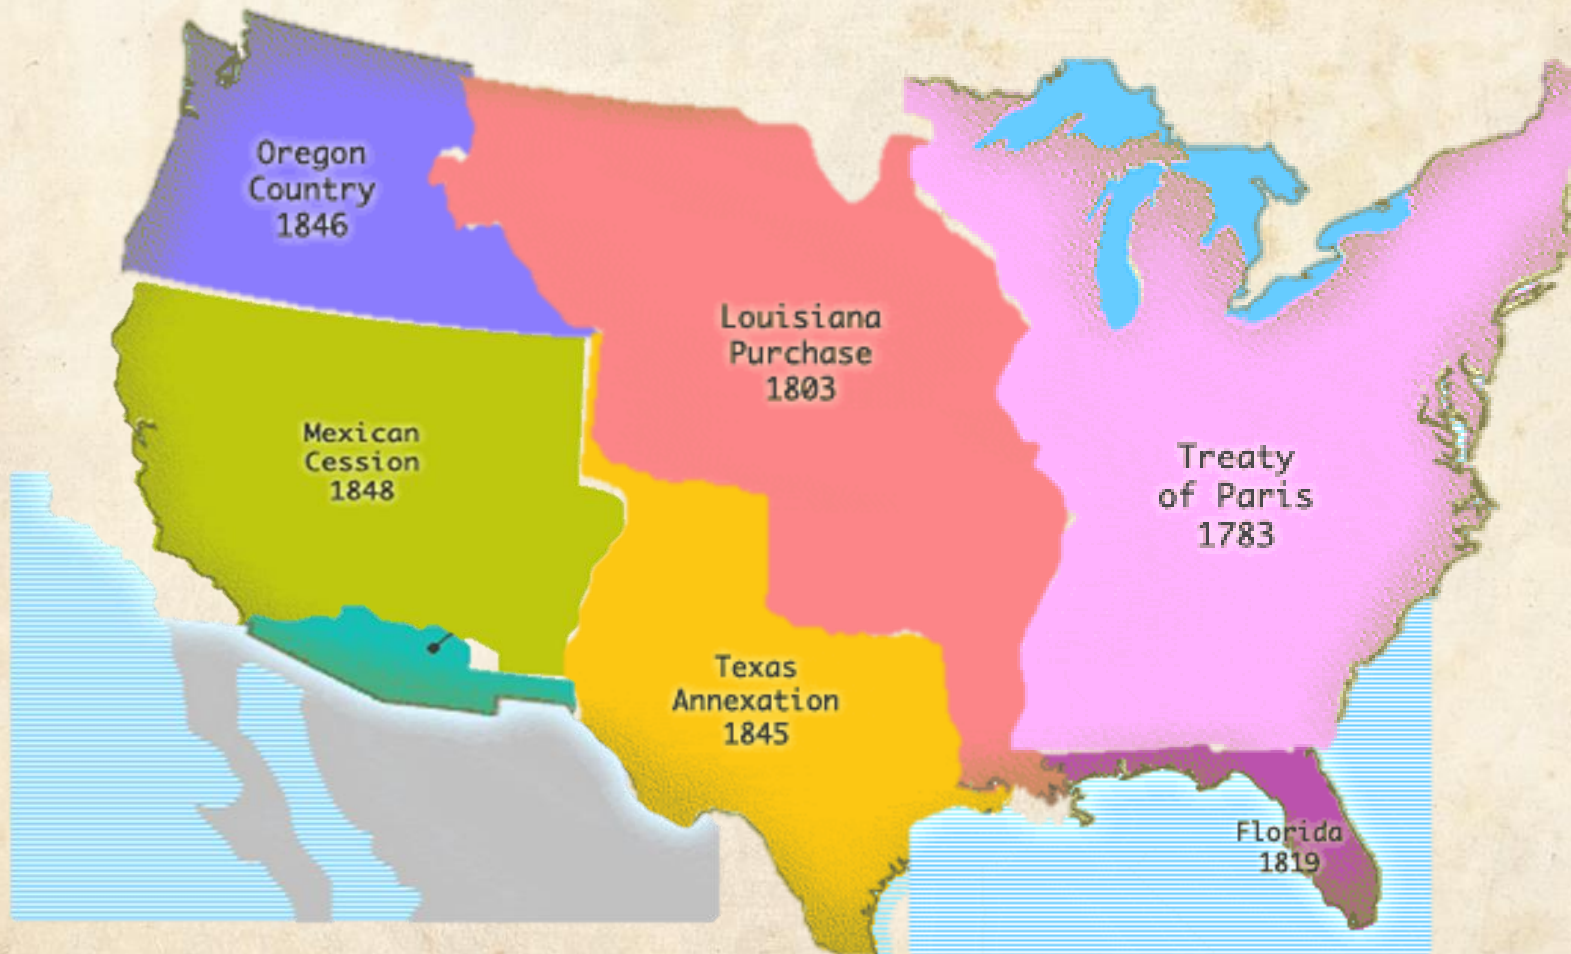 Oregon
Country
1846
Louisiana
Purchase
1803
Mexican
Cession
1848
Treaty
of Paris
1783
Texas
Annexation
1845
Florida
1819